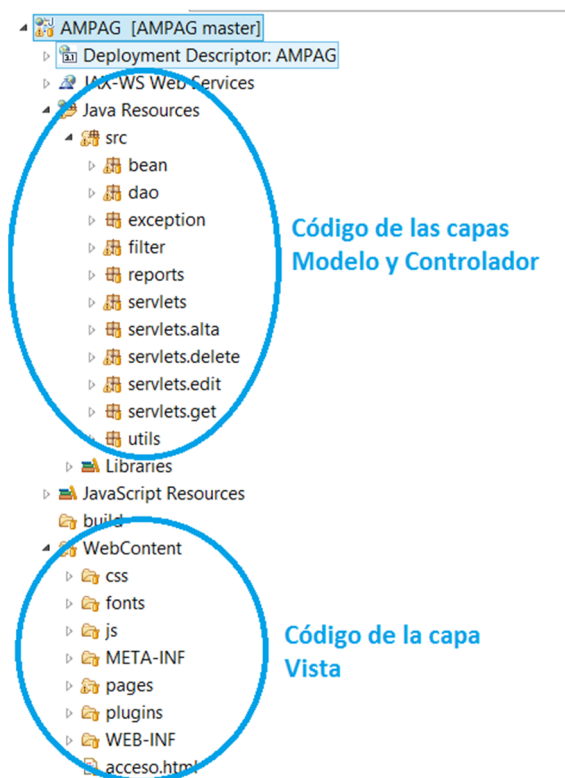 AMPAG [AMPAG master]
Deployment Descriptor: AMPAG
JAX-WS Web Services
Java Resources
src
bean
dao
exception
filter
reports
servlets
servlets.alta
servlets.delete
servlets.edit
servlets.get
utils
Libraries
JavaScript Resources
build
WebContent
css
fonts
js
META-INF
pages
plugins
WEB-INF
acceso.html
Código de las capas
Modelo y Controlador
Código de la capa
Vista